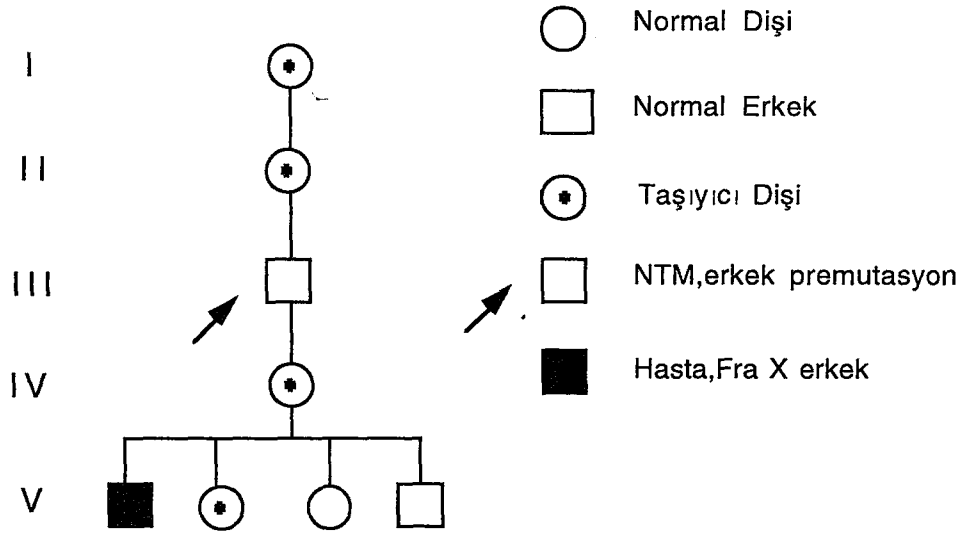 I
II
III
IV
V
Normal Dişi
Normal Erkek
Taşıyıcı Dişi
NTM,erkek premutasyon
Hasta,Fra X erkek